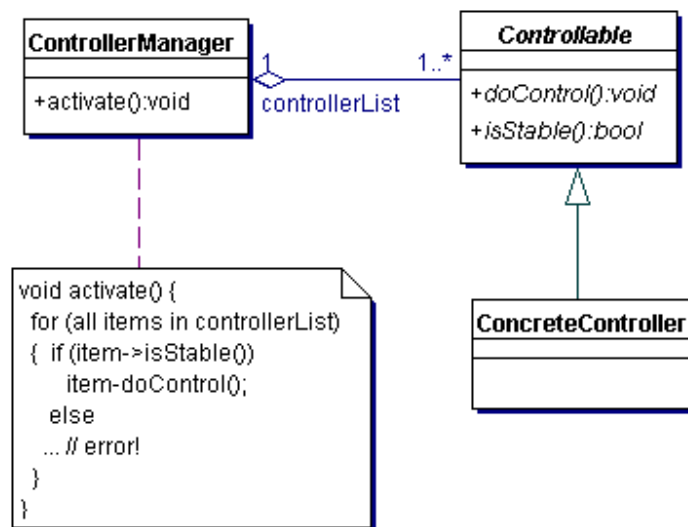 ControllerManager
+activate():void
1
1..*
controllerList
Controllable
+doControl():void
+isStable():bool
void activate() {
for (all items in controllerList)
{ if (item->isStable())
item-doControl();
else
... // error!
}
}
ConcreteController